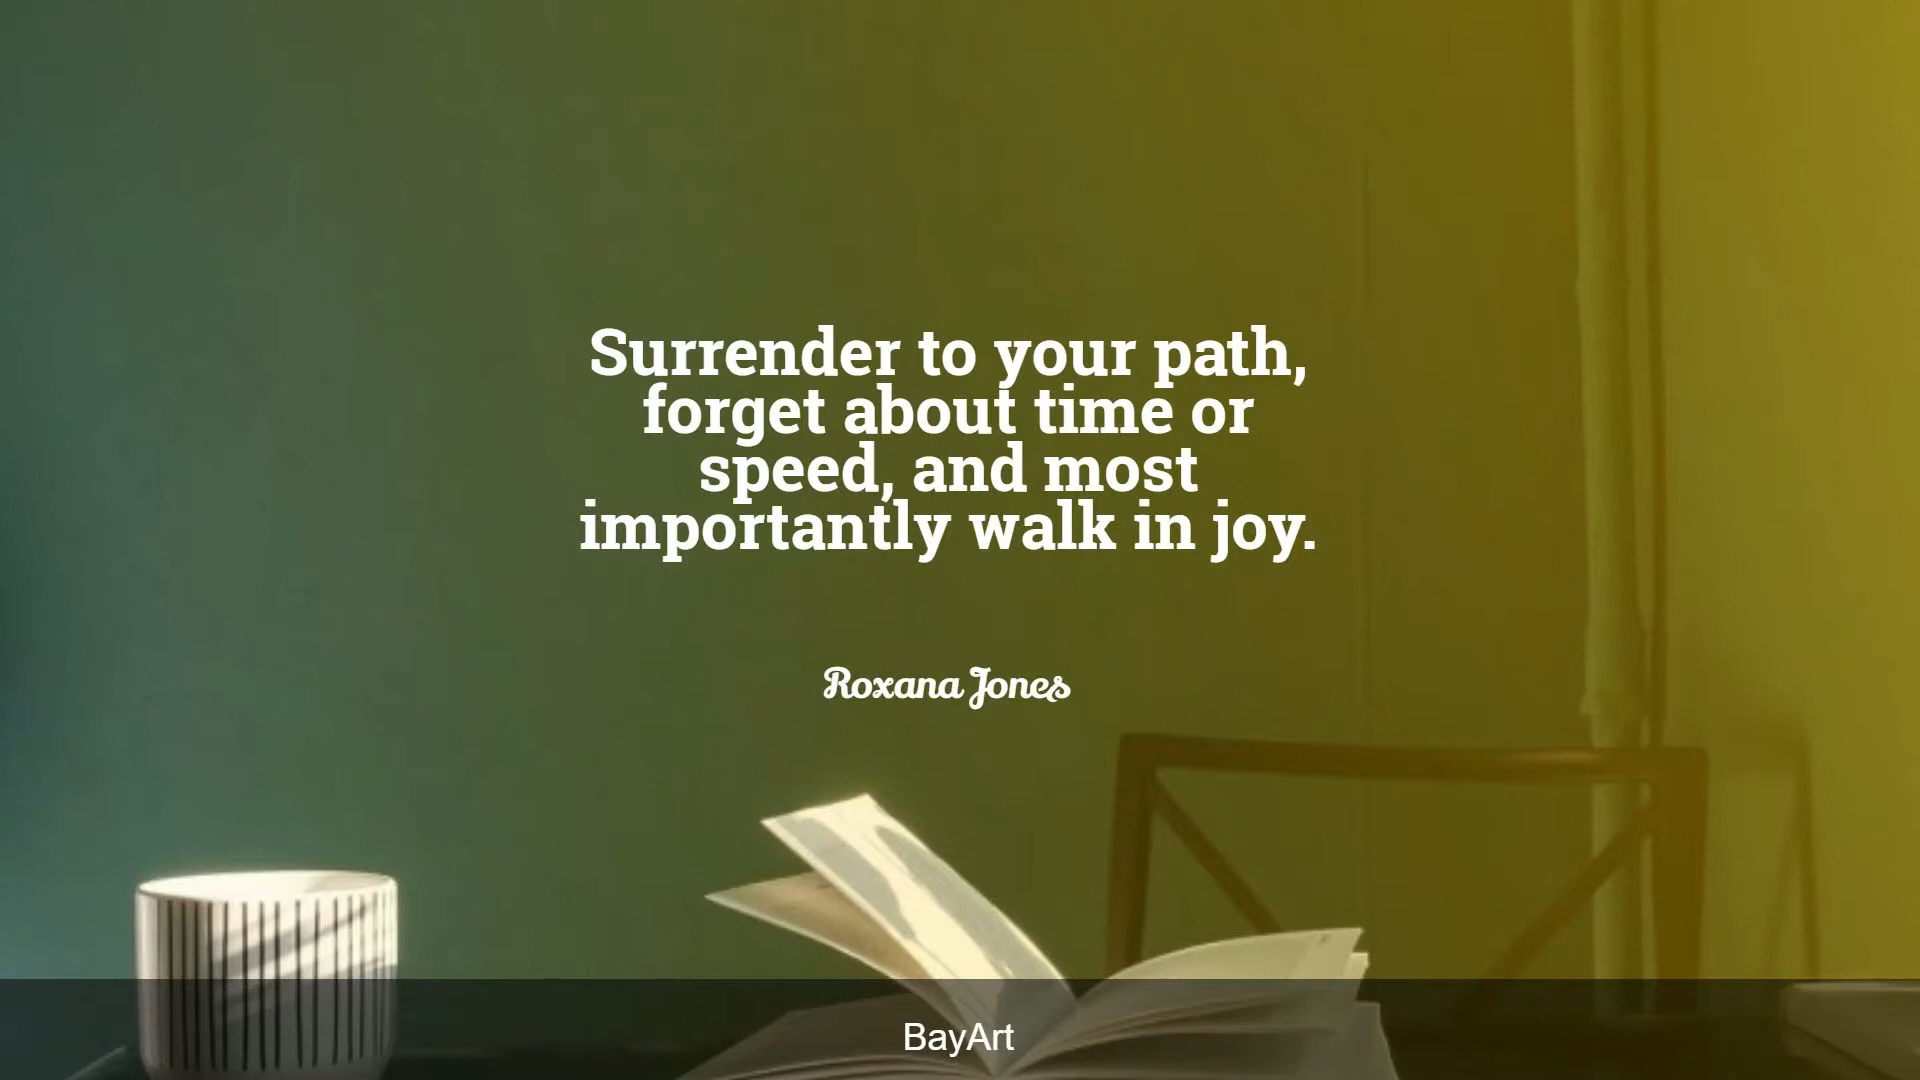 Surrender to your path,
forget about time or
speed, and most
importantly walk in joy.
Roxana Jones
BayArt